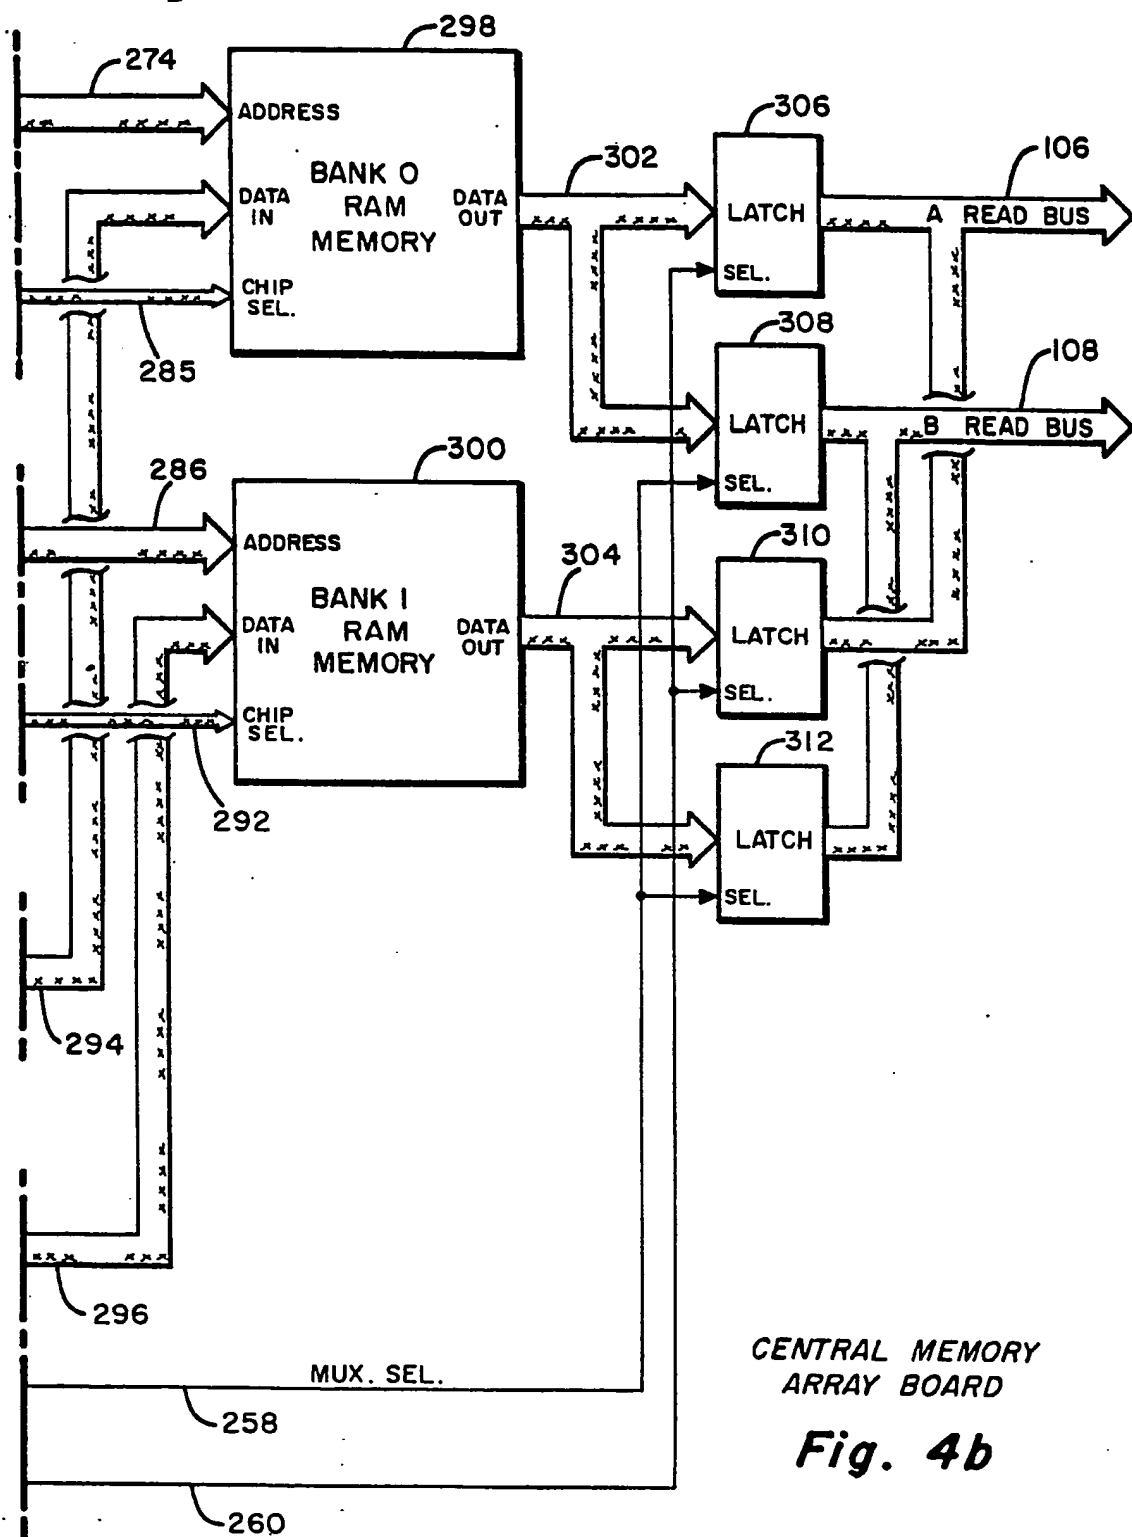 298
274
306
ADDRESS
302
106
BANK 0
RAM
MEMORY
DATA
IN
DATA
OUT
LATCH
A READ BUS
SEL.
CHIP
SEL.
308
285
108
LATCH
B READ BUS
300
286
SEL.
310
ADDRESS
304
BANK 1
RAM
MEMORY
DATA
IN
DATA
OUT
LATCH
SEL.
CHIP
SEL.
312
292
LATCH
SEL.
294
296
MUX. SEL.
258
260
CENTRAL MEMORY
ARRAY BOARD
Fig. 4b